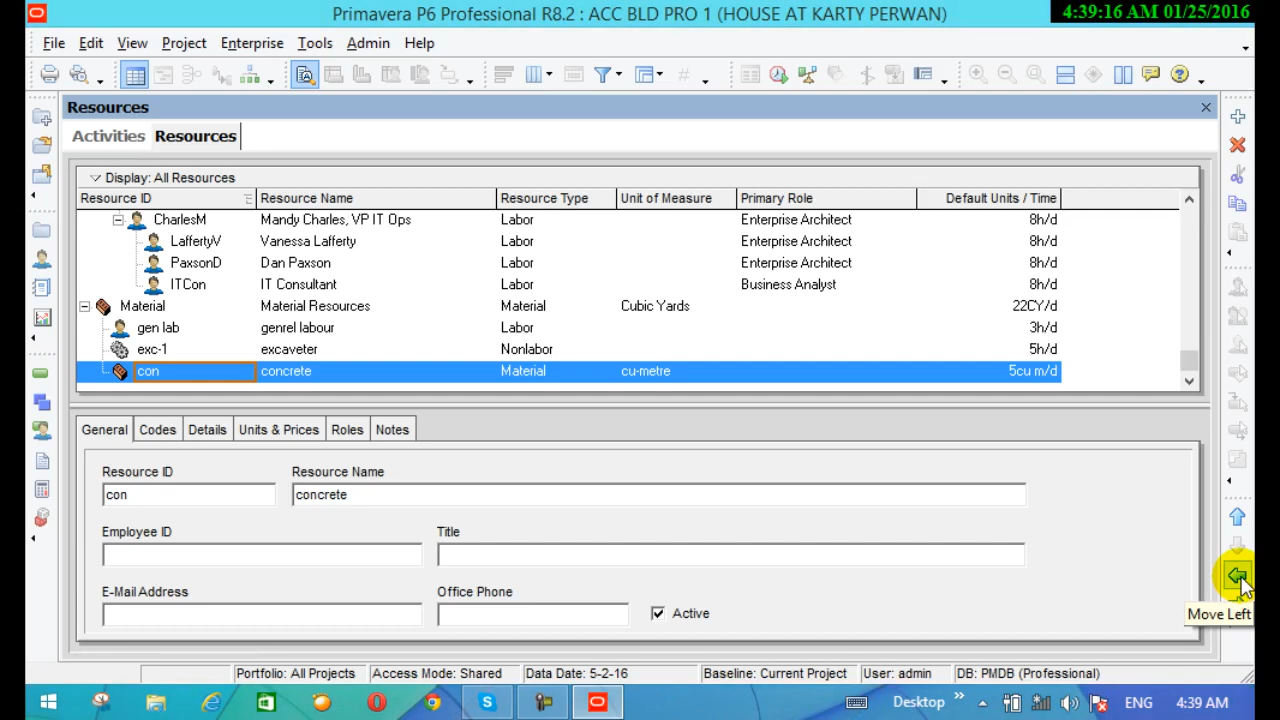 Primavera P6 Professional R8.2 : ACC BLD PRO 1 (HOUSE AT KARTY PERWAN)
4:39:16 AM 01/25/2016
File Edit View Project Enterprise Tools Admin Help
Resources
Activities Resources
Display: All Resources
Resource ID Resource Name Resource Type Unit of Measure Primary Role Default Units / Time
CharlesM Mandy Charles, VP IT Ops Labor Enterprise Architect 8h/d
LaffertyV Vanessa Lafferty Labor Enterprise Architect 8h/d
PaxsonD Dan Paxson Labor Enterprise Architect 8h/d
ITCon IT Consultant Labor Business Analyst 8h/d
Material Material Resources Material Cubic Yards 22CY/d
gen lab genrel labour Labor 3h/d
exc-1 excaveter Nonlabor 5h/d
con concrete Material cu-metre 5cu m/d
General Codes Details Units & Prices Roles Notes
Resource ID Resource Name
con concrete
Employee ID Title
E-Mail Address Office Phone
Active
Move Left
Portfolio: All Projects Access Mode: Shared Data Date: 5-2-16 Baseline: Current Project User: admin DB: PMDB (Professional)
Desktop » ENG 4:39 AM